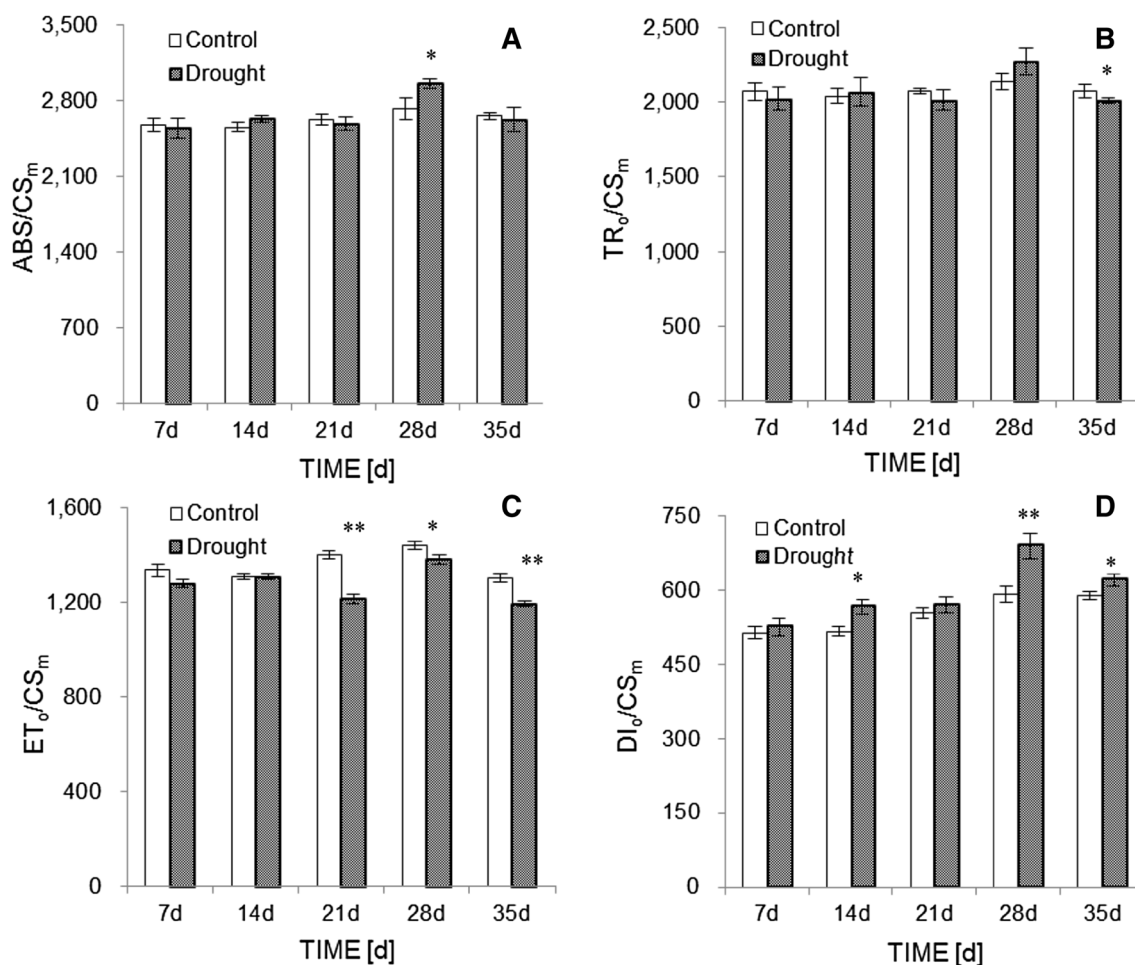 3,500
2,800
2,100
1,400
700
0
ABS/CSm
Control
Drought
A
*
7d 14d 21d 28d 35d
TIME [d]
2,500
2,000
1,500
1,000
500
0
TRo/CSm
Control
Drought
B
*
7d 14d 21d 28d 35d
TIME [d]
1,600
1,200
800
400
0
ETo/CSm
Control
Drought
C
** * **
7d 14d 21d 28d 35d
TIME [d]
750
600
450
300
150
0
DIo/CSm
Control
Drought
D
* ** *
7d 14d 21d 28d 35d
TIME [d]